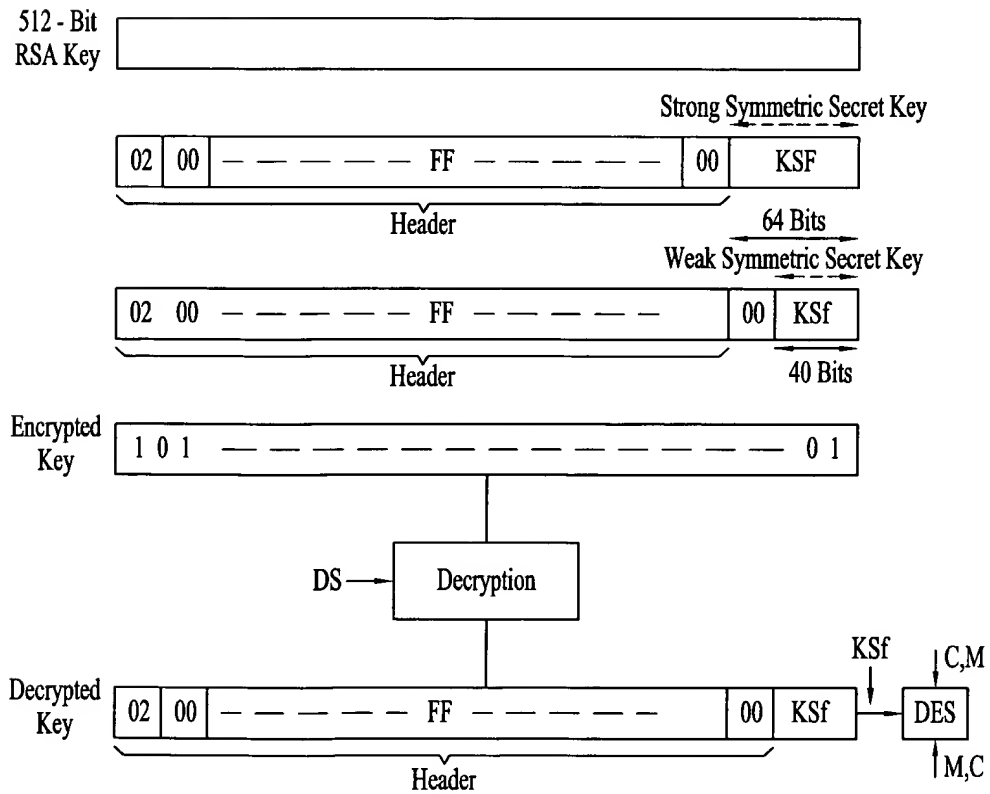 512 - Bit
RSA Key
Strong Symmetric Secret Key
02 00 FF 00 KSF
Header
64 Bits
Weak Symmetric Secret Key
02 00 FF 00 KSf
Header
40 Bits
Encrypted
Key
1 0 1 0 1
DS
Decryption
KSf
C,M
Decrypted
Key
02 00 FF 00 KSf
DES
Header
M,C